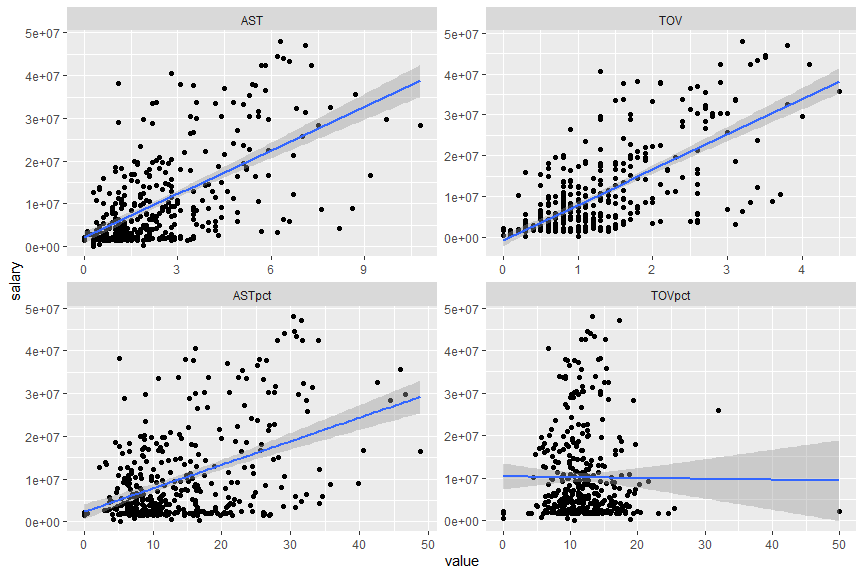 AST
TOV
5e+07
4e+07
3e+07
2e+07
1e+07
0e+00
0 3 6 9
5e+07
4e+07
3e+07
2e+07
1e+07
0e+00
0 1 2 3 4
salary
ASTpct
TOVpct
5e+07
4e+07
3e+07
2e+07
1e+07
0e+00
0 10 20 30 40 50
5e+07
4e+07
3e+07
2e+07
1e+07
0e+00
0 10 20 30 40 50
value